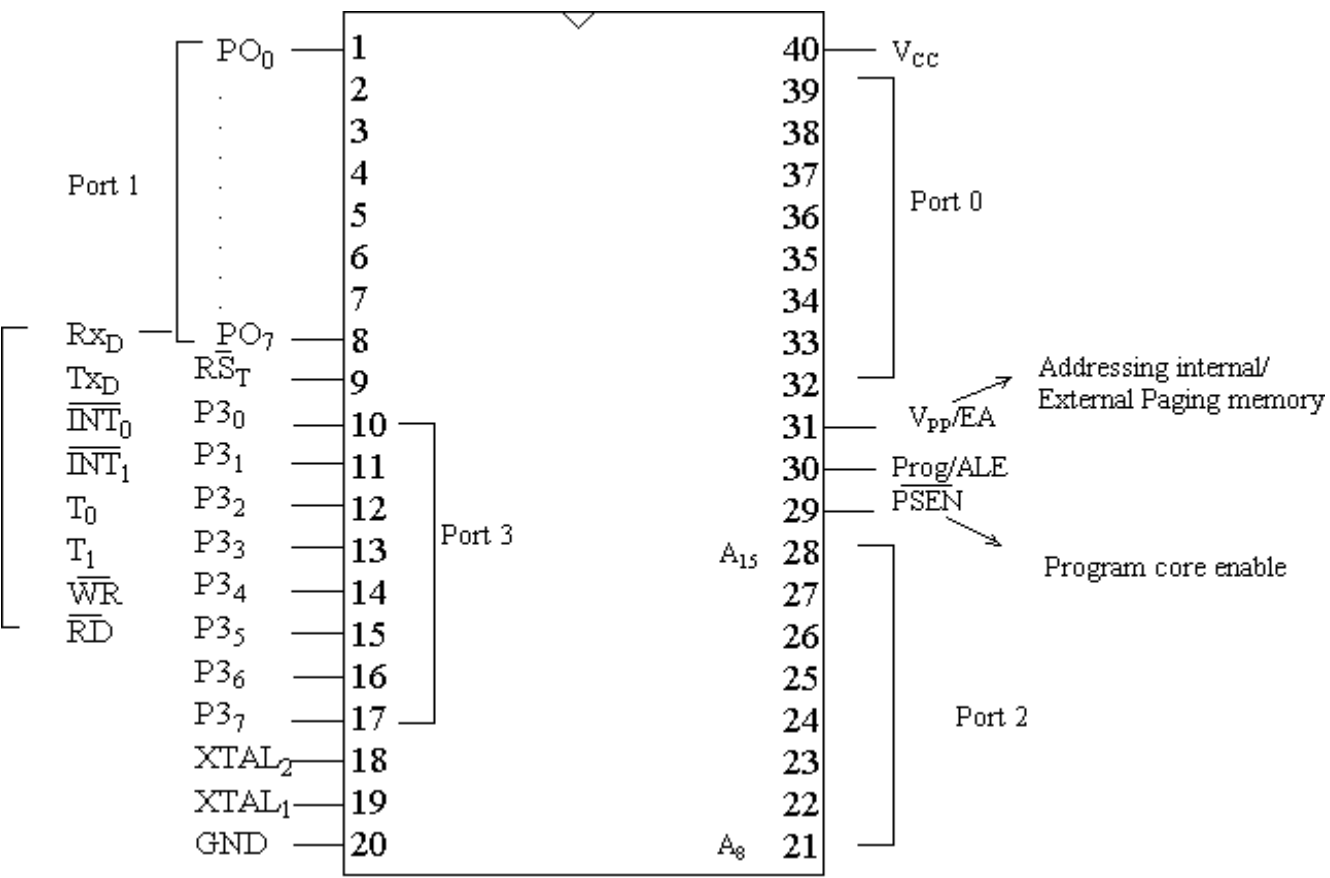 PO0 1 40 VCC
2 39
3 38
4 37
Port 1 5 36 Port 0
6 35
7 34
RxD PO7 8 33
TxD RST 9 32 Addressing internal/
External Paging memory
INT0 P30 10 31 Vpp/EA
INT1 P31 11 30 Prog/ALE
T0 P32 12 29 PSEN
T1 P33 13 Port 3 A15 28 Program core enable
WR P34 14 27
RD P35 15 26
P36 16 25
P37 17 24 Port 2
XTAL2 18 23
XTAL1 19 22
GND 20 A8 21